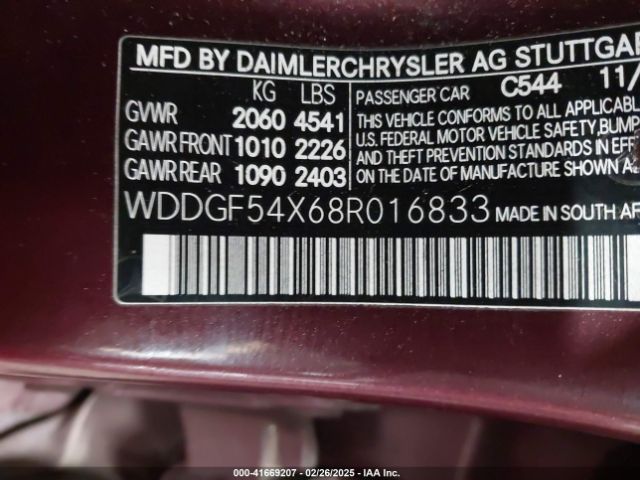 MFD BY DAIMLERCHRYSLER AG STUTTGAR
KG LBS
GVWR 2060 4541
GAWR FRONT 1010 2226
GAWR REAR 1090 2403
PASSENGER CAR C544 11/
THIS VEHICLE CONFORMS TO ALL APPLICABLE
U.S. FEDERAL MOTOR VEHICLE SAFETY, BUMP
AND THEFT PREVENTION STANDARDS IN EFFE
ON THE DATE OF MANUFACTURE SHOWN A
WDDGF54X68R016833 MADE IN SOUTH AF
000-41669207 - 02/26/2025 - IAA Inc.